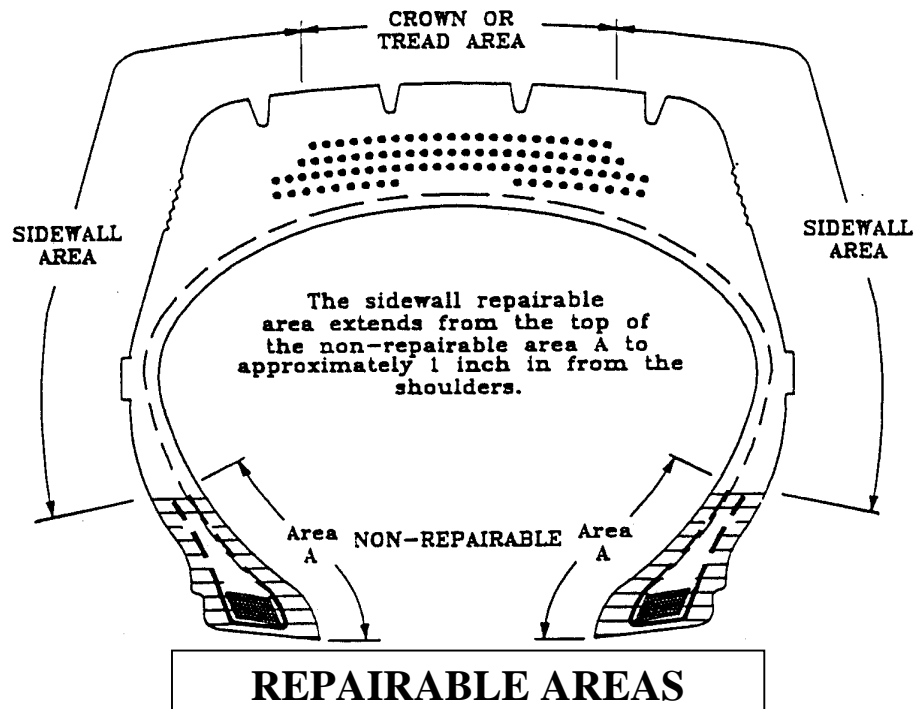 CROWN OR
TREAD AREA
SIDEWALL
AREA
SIDEWALL
AREA
The sidewall repairable
area extends from the top of
the non-repairable area A to
approximately 1 inch in from the
shoulders.
Area
A
NON-REPAIRABLE
Area
A
REPAIRABLE AREAS